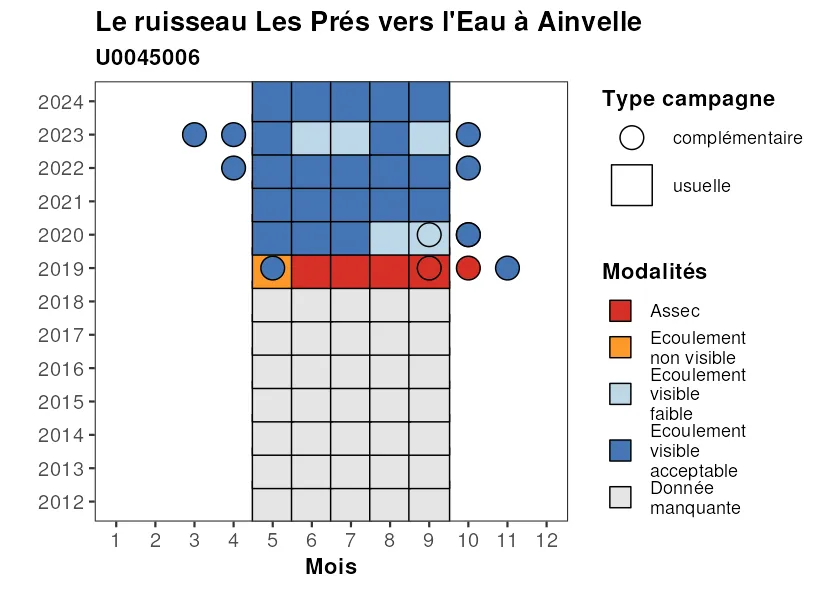 Le ruisseau Les Prés vers l'Eau à Ainvelle
U0045006
2024
2023
2022
2021
2020
2019
2018
2017
2016
2015
2014
2013
2012
1 2 3 4 5 6 7 8 9 10 11 12
Mois
Type campagne
complémentaire
usuelle
Modalités
Assec
Ecoulement
non visible
Ecoulement
visible
faible
Ecoulement
visible
acceptable
Donnée
manquante